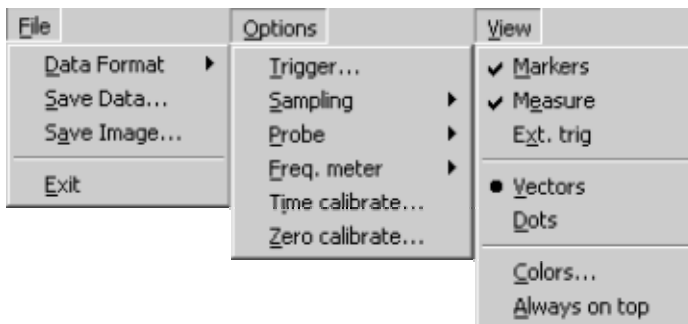 File
Data Format
Save Data...
Save Image...
Exit
Options
Trigger...
Sampling
Probe
Freq. meter
Time calibrate...
Zero calibrate...
View
Markers
Measure
Ext. trig
Vectors
Dots
Colors...
Always on top